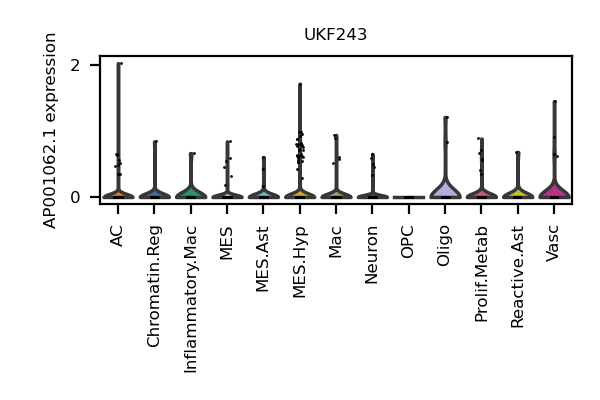 UKF243
AP001062.1 expression
2
0
AC
Chromatin.Reg
Inflammatory.Mac
MES
MES.Ast
MES.Hyp
Mac
Neuron
OPC
Oligo
Prolif.Metab
Reactive.Ast
Vasc